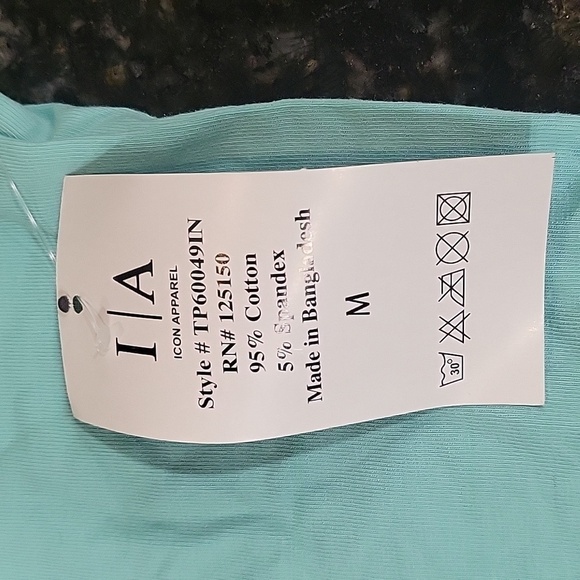 I|A
ICON APPAREL
Style # TP60049IN
RN# 125150
95% Cotton
5% Spandex
Made in Bangladesh
M
30°